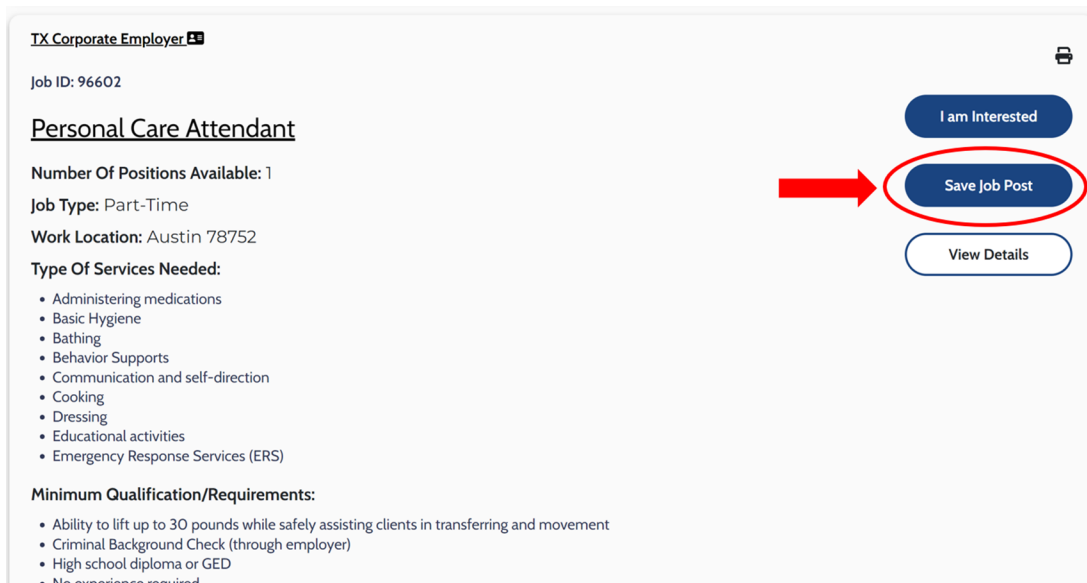 TX Corporate Employer
Job ID: 96602
I am Interested
Personal Care Attendant
Number Of Positions Available: 1
Save Job Post
Job Type: Part-Time
Work Location: Austin 78752
View Details
Type Of Services Needed:
• Administering medications
• Basic Hygiene
• Bathing
• Behavior Supports
• Communication and self-direction
• Cooking
• Dressing
• Educational activities
• Emergency Response Services (ERS)
Minimum Qualification/Requirements:
• Ability to lift up to 30 pounds while safely assisting clients in transferring and movement
• Criminal Background Check (through employer)
• High school diploma or GED
• No experience required